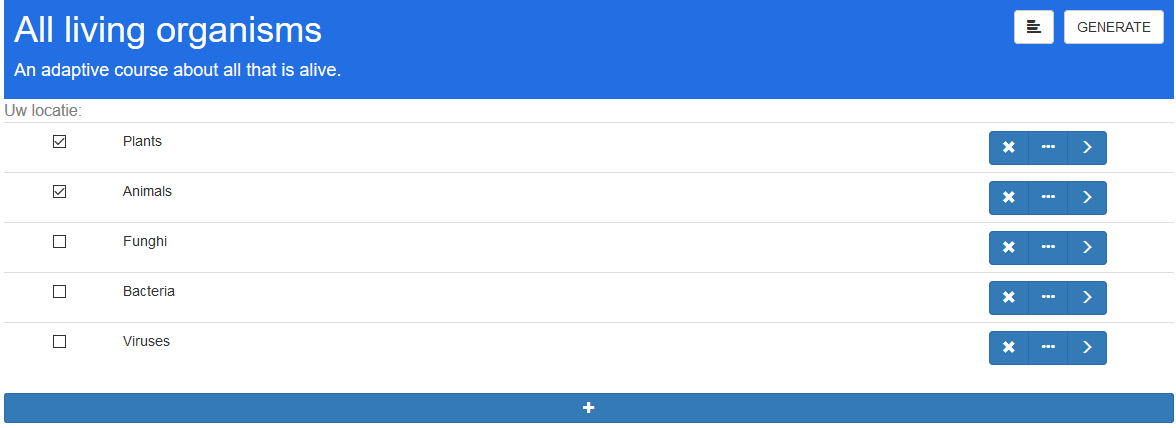 All living organisms
GENERATE
An adaptive course about all that is alive.
Uw locatie:
Plants
Animals
Funghi
Bacteria
Viruses